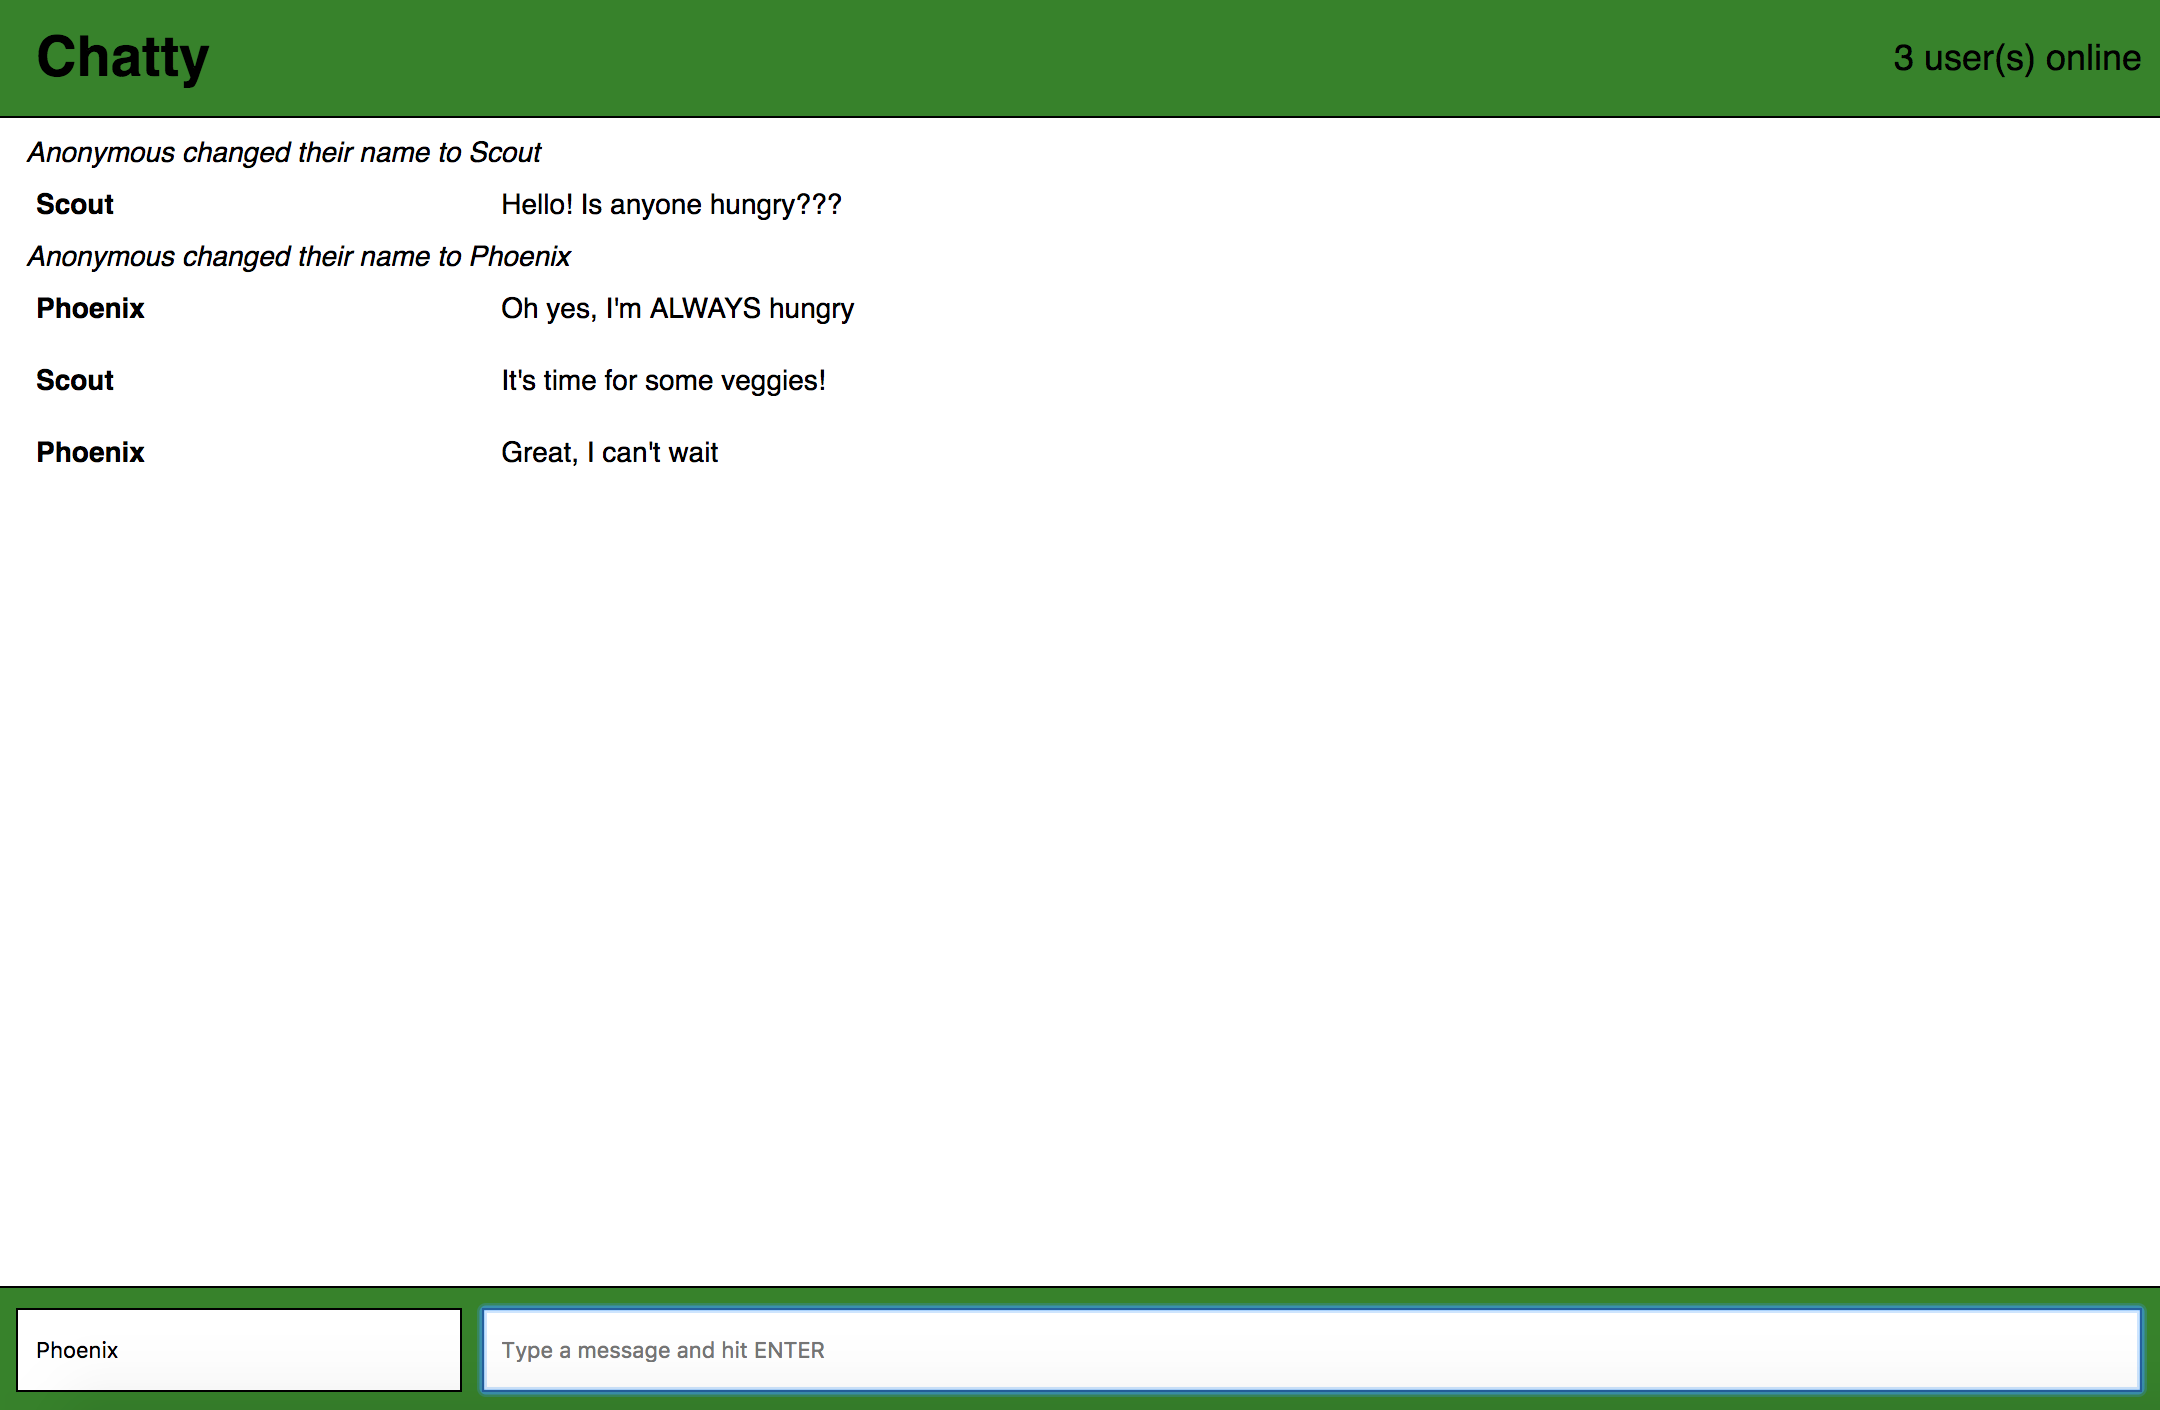 Chatty
3 user(s) online
Anonymous changed their name to Scout
Scout Hello! Is anyone hungry???
Anonymous changed their name to Phoenix
Phoenix Oh yes, I'm ALWAYS hungry
Scout It's time for some veggies!
Phoenix Great, I can't wait
Phoenix Type a message and hit ENTER